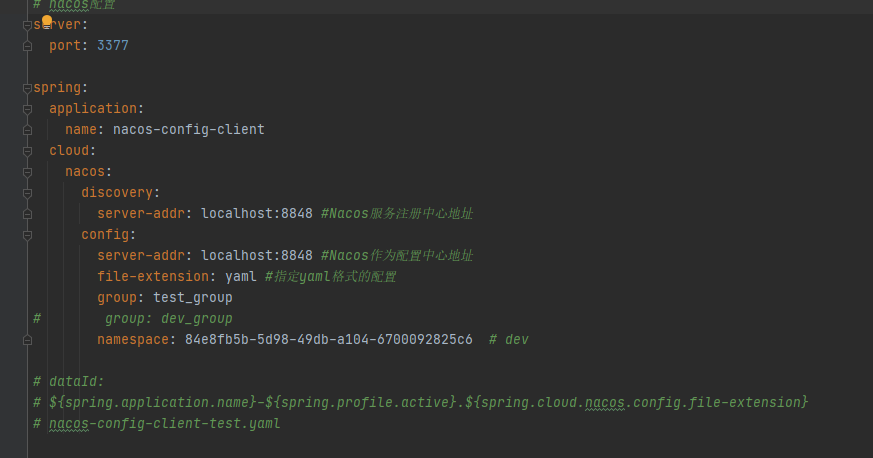 # nacos配置
server:
  port: 3377
spring:
  application:
    name: nacos-config-client
  cloud:
    nacos:
      discovery:
        server-addr: localhost:8848 #Nacos服务注册中心地址
      config:
        server-addr: localhost:8848 #Nacos作为配置中心地址
        file-extension: yaml #指定yaml格式的配置
        group: test_group
#        group: dev_group
        namespace: 84e8fb5b-5d98-49db-a104-6700092825c6  # dev
# dataId:
# ${spring.application.name}-${spring.profile.active}.${spring.cloud.nacos.config.file-extension}
# nacos-config-client-test.yaml